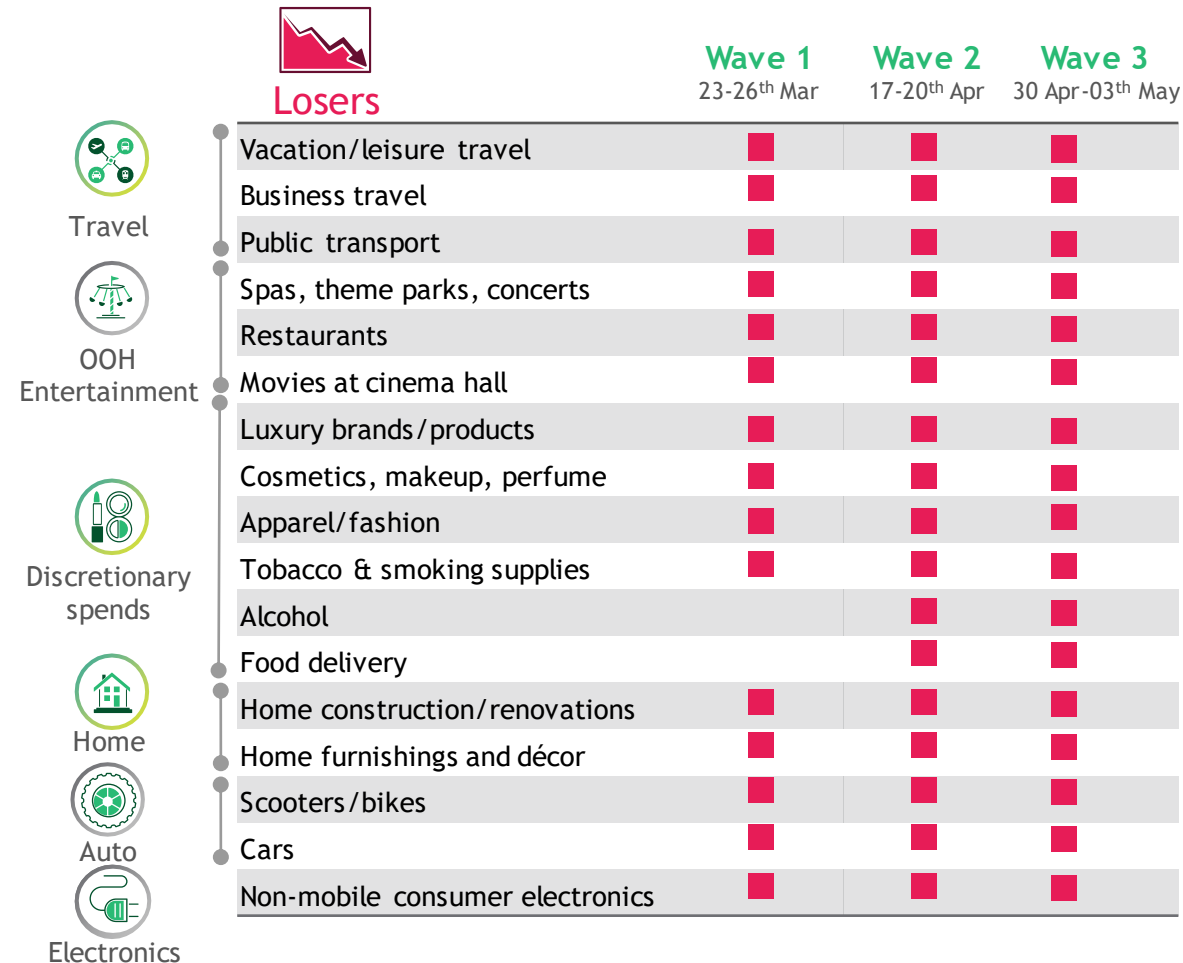 Losers
Wave 1
Wave 2
Wave 3
23-26th Mar
17-20th Apr
30 Apr-03th May
Travel
Vacation/leisure travel
Business travel
Public transport
OOH
Entertainment
Spas, theme parks, concerts
Restaurants
Movies at cinema hall
Discretionary
spends
Luxury brands/products
Cosmetics, makeup, perfume
Apparel/fashion
Tobacco & smoking supplies
Alcohol
Food delivery
Home
Home construction/renovations
Home furnishings and décor
Auto
Scooters/bikes
Cars
Electronics
Non-mobile consumer electronics